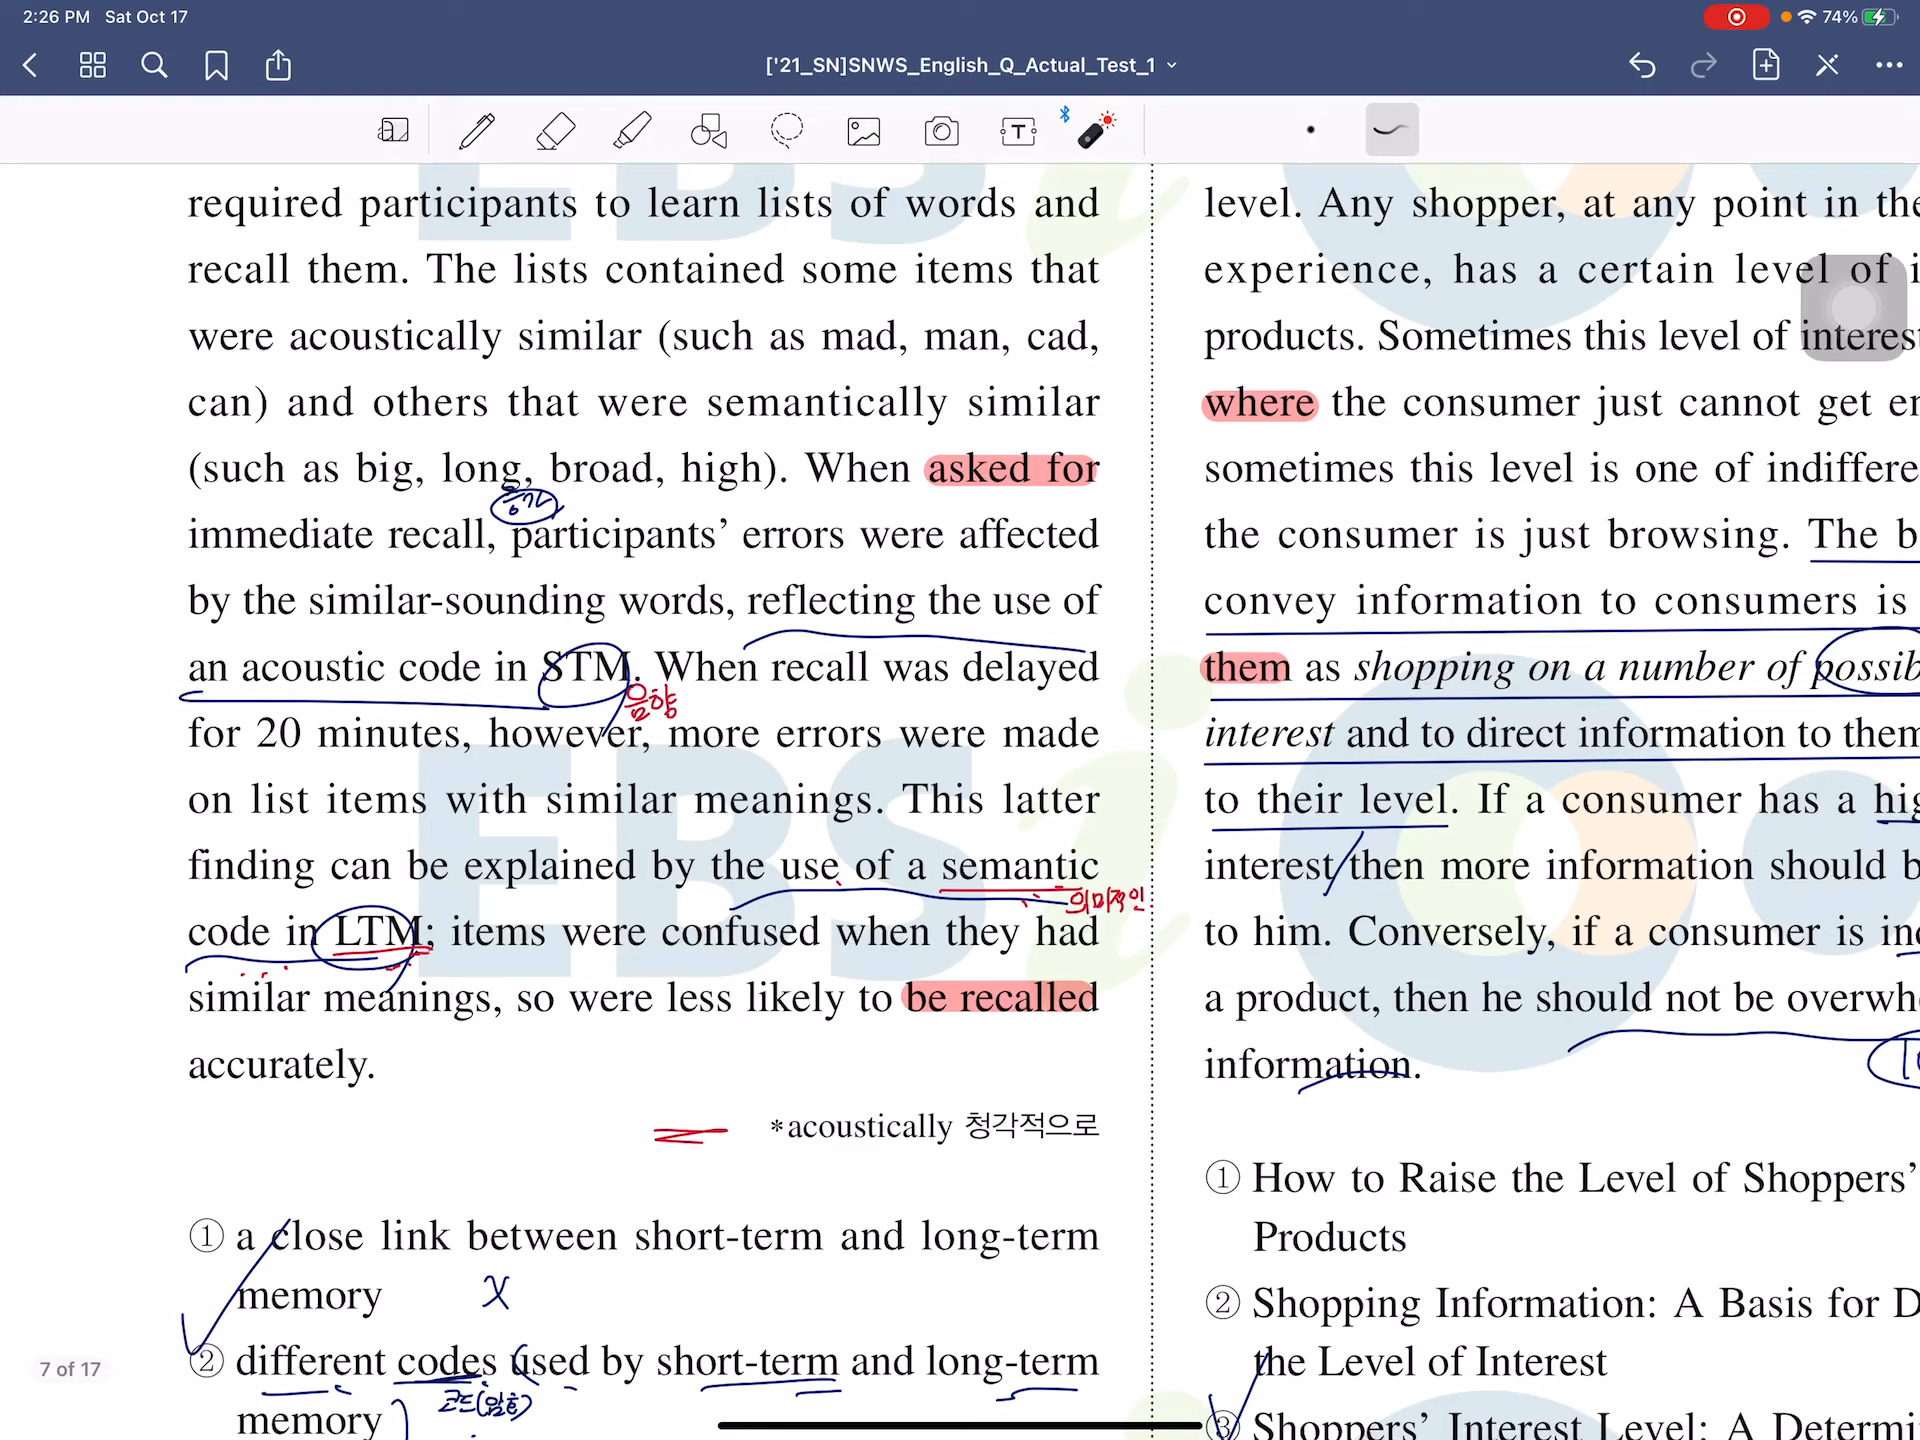 2:26 PM Sat Oct 17
74%
['21_SN]SNWS_English_Q_Actual_Test_1
required participants to learn lists of words and
recall them. The lists contained some items that
were acoustically similar (such as mad, man, cad,
can) and others that were semantically similar
(such as big, long, broad, high). When asked for
증가
immediate recall, participants' errors were affected
by the similar-sounding words, reflecting the use of
an acoustic code in STM. When recall was delayed
음향
for 20 minutes, however, more errors were made
on list items with similar meanings. This latter
finding can be explained by the use of a semantic
의미적인
code in LTM; items were confused when they had
similar meanings, so were less likely to be recalled
accurately.
*acoustically 청각적으로
① a close link between short-term and long-term
memory X
② different codes used by short-term and long-term
코드(암호)
memory
7 of 17
level. Any shopper, at any point in the
experience, has a certain level of i
products. Sometimes this level of interes
where the consumer just cannot get en
sometimes this level is one of indiffere
the consumer is just browsing. The b
convey information to consumers is
them as shopping on a number of possib
interest and to direct information to them
to their level. If a consumer has a hig
interest, then more information should b
to him. Conversely, if a consumer is ind
a product, then he should not be overwhe
information.
① How to Raise the Level of Shoppers'
Products
② Shopping Information: A Basis for D
the Level of Interest
③ Shoppers' Interest Level: A Determi
EBSi
EBSi